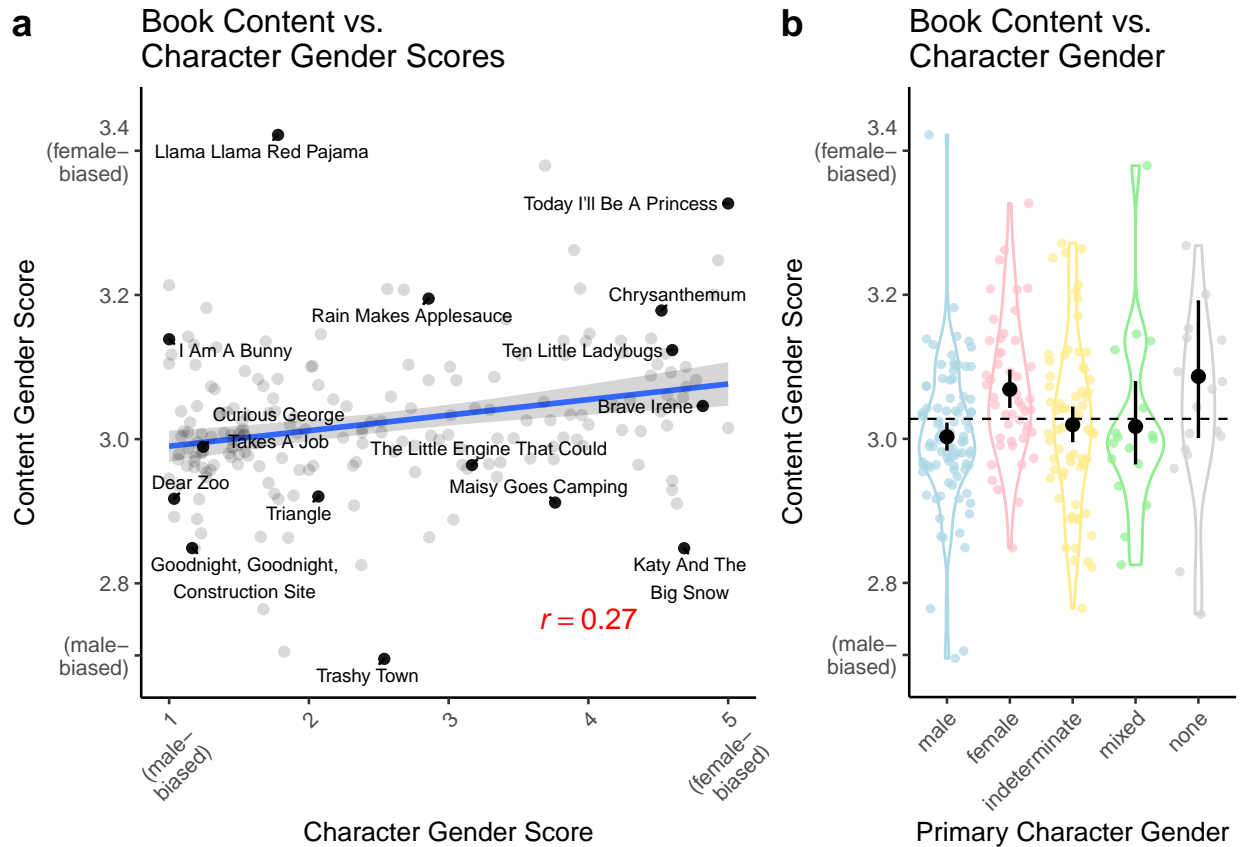 a
Book Content vs.
Character Gender Scores
3.4
(female–
biased)
3.2
3.0
2.8
(male–
biased)
Content Gender Score
Llama Llama Red Pajama
Today I'll Be A Princess
Rain Makes Applesauce
Chrysanthemum
I Am A Bunny
Ten Little Ladybugs
Curious George
Takes A Job
Brave Irene
The Little Engine That Could
Dear Zoo
Maisy Goes Camping
Triangle
Goodnight, Goodnight,
Construction Site
Katy And The
Big Snow
r = 0.27
Trashy Town
1
(male–
biased)
2
3
4
5
(female–
biased)
Character Gender Score
b
Book Content vs.
Character Gender
3.4
(female–
biased)
3.2
3.0
2.8
(male–
biased)
Content Gender Score
male
female
indeterminate
mixed
none
Primary Character Gender